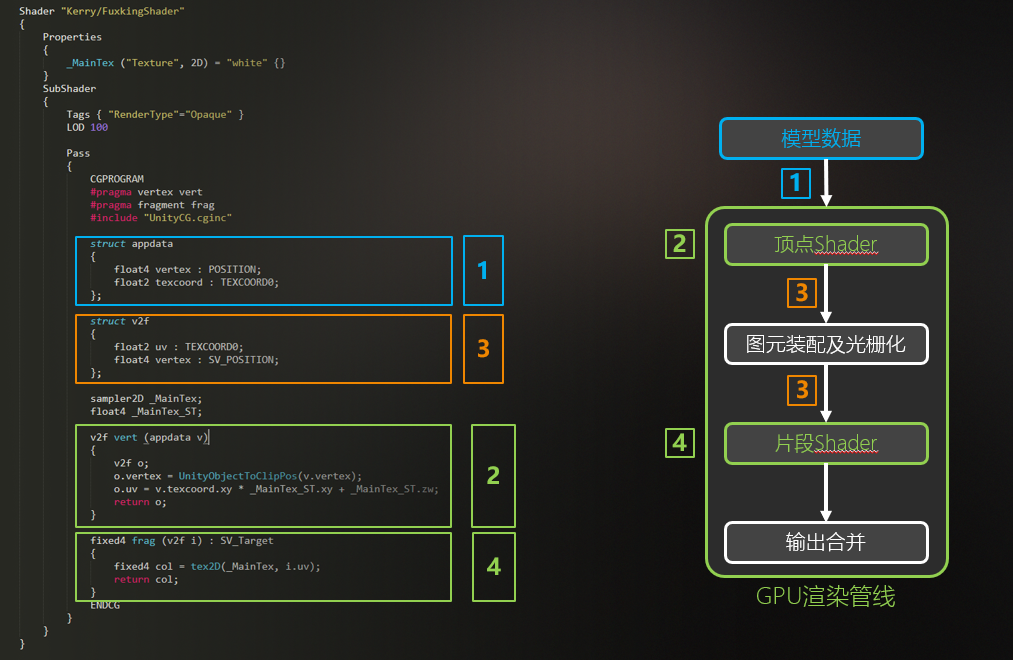 Shader "Kerry/FuxkingShader"
{
Properties
{
_MainTex ("Texture", 2D) = "white" {}
}
SubShader
{
Tags { "RenderType"="Opaque" }
LOD 100
Pass
{
CGPROGRAM
#pragma vertex vert
#pragma fragment frag
#include "UnityCG.cginc"
struct appdata
{
float4 vertex : POSITION;
float2 texcoord : TEXCOORD0;
};
1
struct v2f
{
float2 uv : TEXCOORD0;
float4 vertex : SV_POSITION;
};
3
sampler2D _MainTex;
float4 _MainTex_ST;
v2f vert (appdata v)
{
v2f o;
o.vertex = UnityObjectToClipPos(v.vertex);
o.uv = v.texcoord.xy * _MainTex_ST.xy + _MainTex_ST.zw;
return o;
}
2
fixed4 frag (v2f i) : SV_Target
{
fixed4 col = tex2D(_MainTex, i.uv);
return col;
}
4
ENDCG
}
}
}
模型数据
1
2
顶点Shader
3
图元装配及光栅化
3
4
片段Shader
输出合并
GPU渲染管线